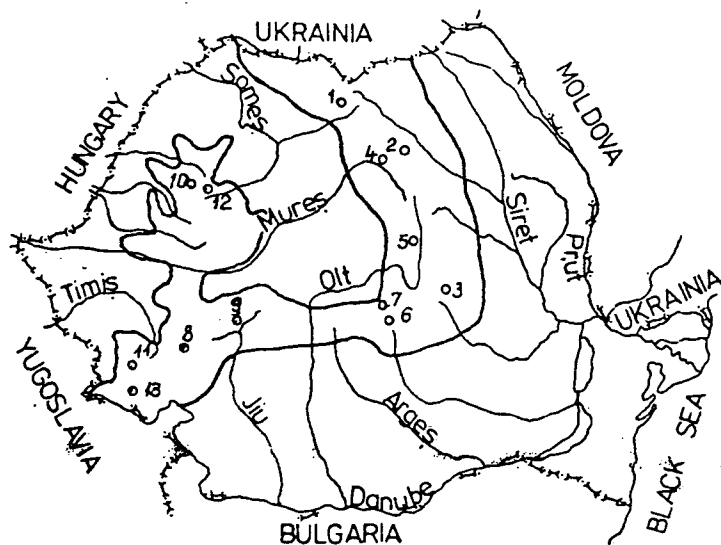 UKRAINIA
HUNGARY
MOLDOVA
Somes
1
2
4
10
12
Mures
Siret
Prut
5
Olt
3
Timis
7
6
9
8
11
13
UKRAINIA
YUGOSLAVIA
Jiu
Arges
BLACK SEA
Danube
BULGARIA